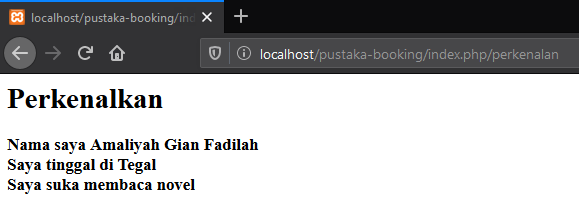 localhost/pustaka-booking/ind
localhost/pustaka-booking/index.php/perkenalan
Perkenalkan
Nama saya Amaliyah Gian Fadilah
Saya tinggal di Tegal
Saya suka membaca novel